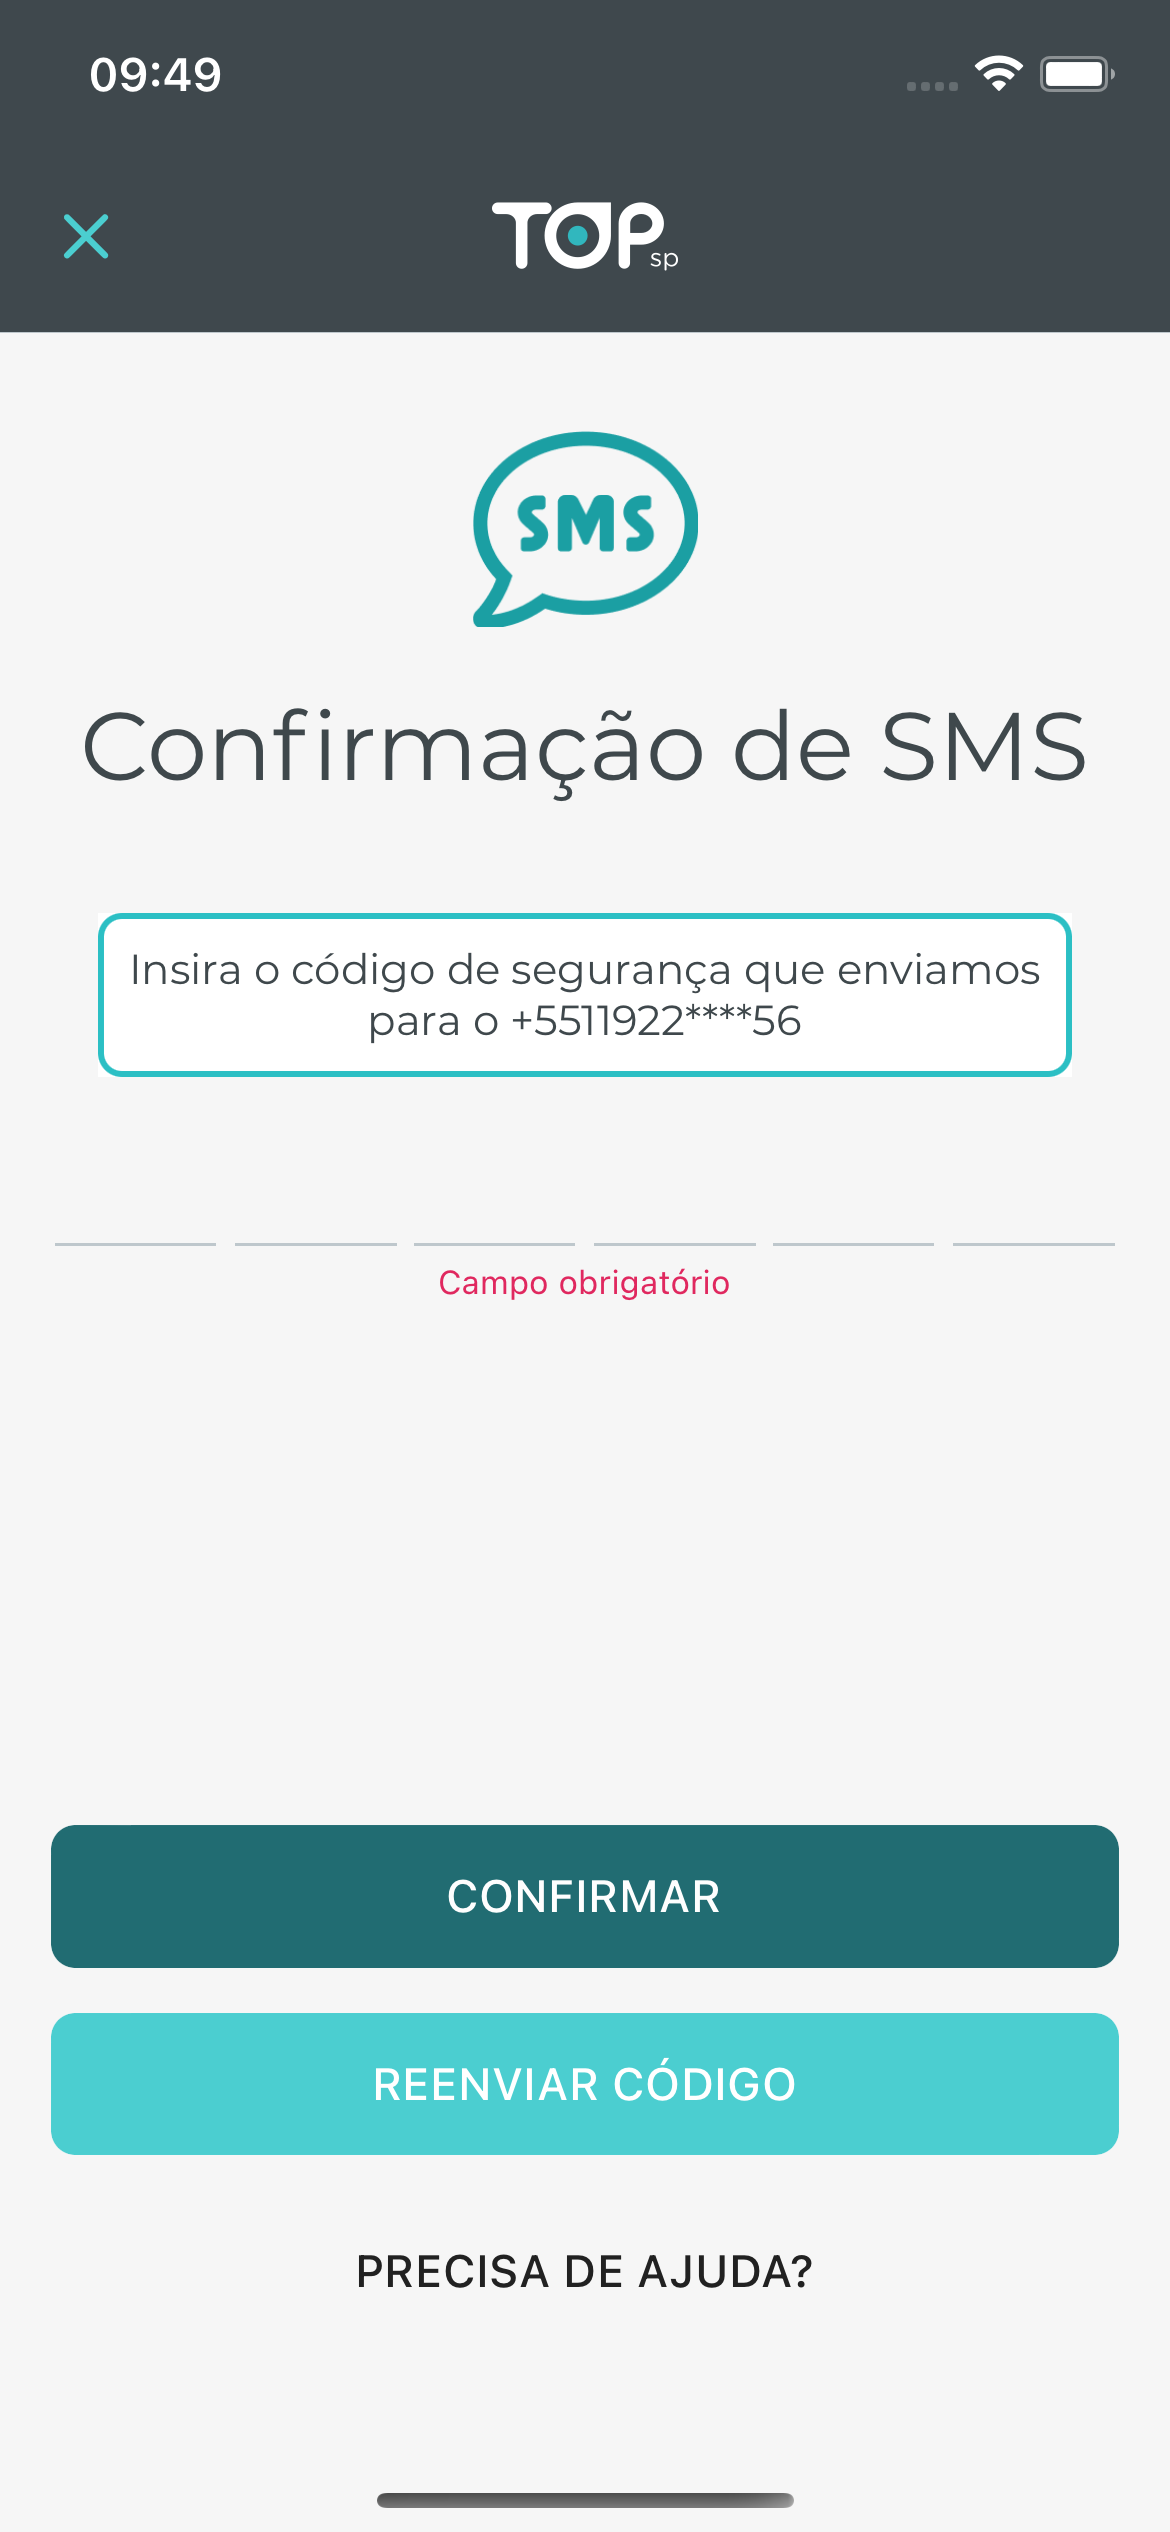 09:49
TOP
sp
SMS
Confirmação de SMS
Insira o código de segurança que enviamos
para o +5511922****56
Campo obrigatório
CONFIRMAR
REENVIAR CÓDIGO
PRECISA DE AJUDA?